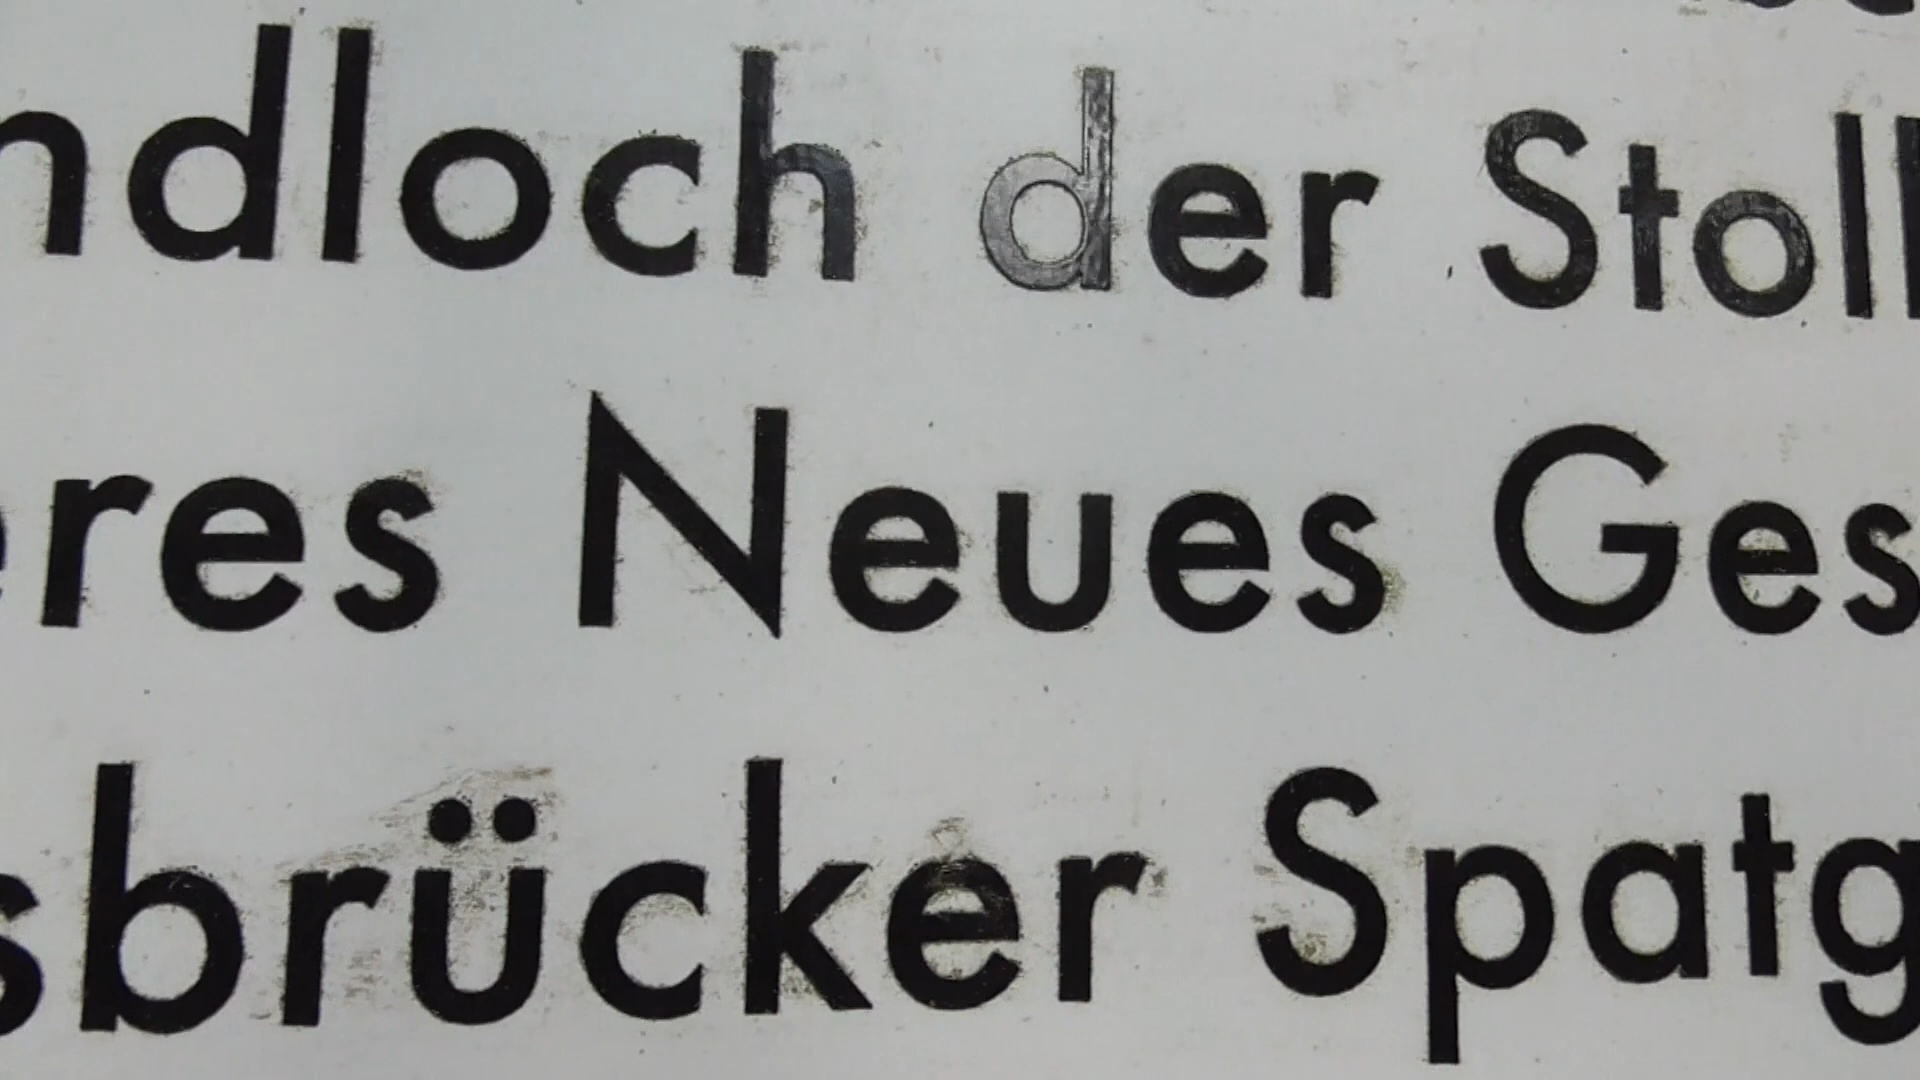 ndloch der Stoll
eres Neues Ges
sbrücker Spatg